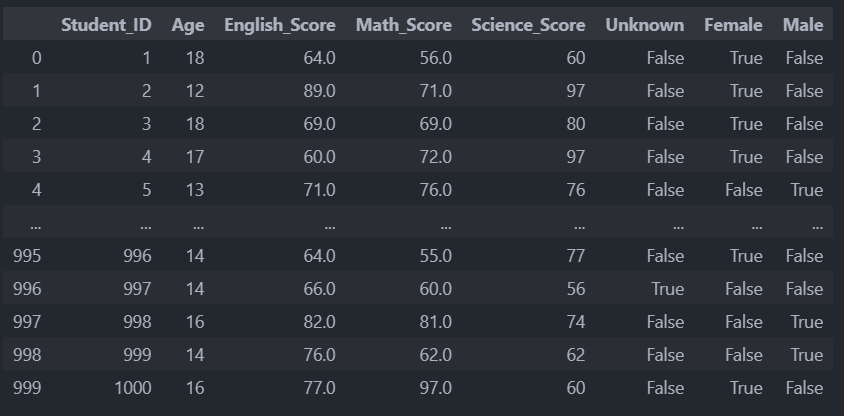 Student_ID Age English_Score Math_Score Science_Score Unknown Female Male
0 1 18 64.0 56.0 60 False True False
1 2 12 89.0 71.0 97 False True False
2 3 18 69.0 69.0 80 False True False
3 4 17 60.0 72.0 97 False True False
4 5 13 71.0 76.0 76 False False True
... ... ... ... ... ... ... ... ...
995 996 14 64.0 55.0 77 False True False
996 997 14 66.0 60.0 56 True False False
997 998 16 82.0 81.0 74 False False True
998 999 14 76.0 62.0 62 False False True
999 1000 16 77.0 97.0 60 False True False